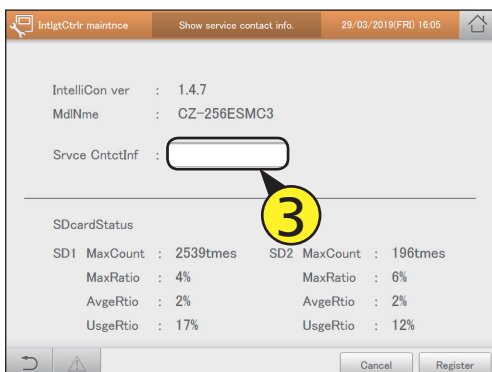 IntlgtCtrlr maintnce Show service contact info. 29/03/2019(FRI) 16:05
IntelliCon ver : 1.4.7
MdlNme : CZ-256ESMC3
Srvce CntctInf :
3
SDcardStatus
SD1 MaxCount : 2539tmes SD2 MaxCount : 196tmes
MaxRatio : 4% MaxRatio : 6%
AvgeRtio : 2% AvgeRtio : 2%
UsgeRtio : 17% UsgeRtio : 12%
Cancel Register